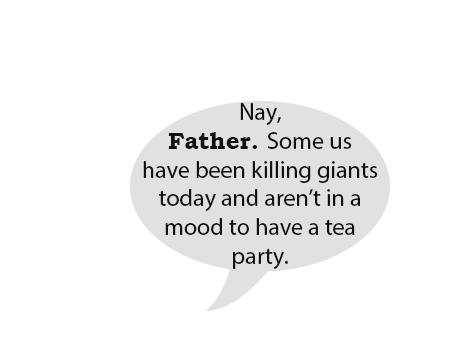 Nay,
Father. Some us
have been killing giants
today and aren’t in a
mood to have a tea
party.